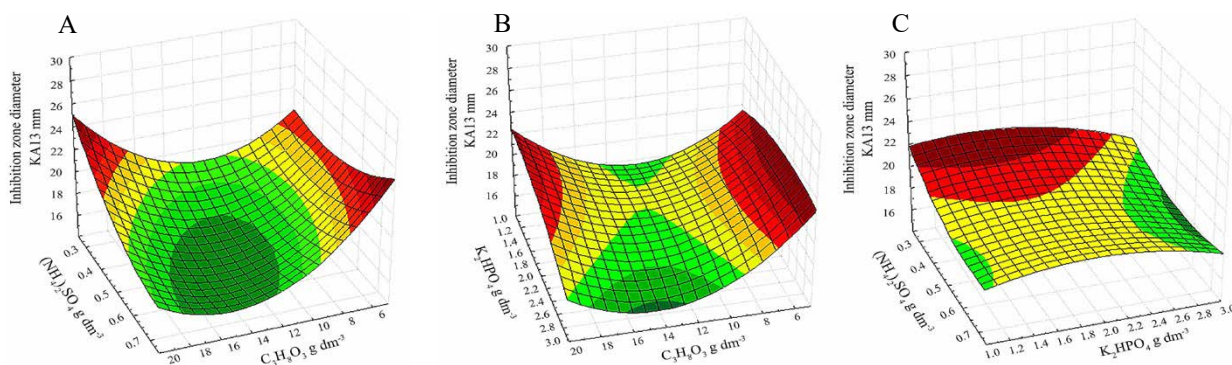 A
Inhibition zone diameter
KA13 mm
30
28
26
24
22
20
18
16
0.3
0.4
0.5
0.6
0.7
(NH₄)₂SO₄ g dm⁻³
20 18 16 14 12 10 8 6
C₃H₈O₃ g dm⁻³
B
Inhibition zone diameter
KA13 mm
30
28
26
24
22
20
18
16
1.0
1.2
1.4
1.6
1.8
2.0
2.2
2.4
2.6
2.8
3.0
K₂HPO₄ g dm⁻³
20 18 16 14 12 10 8 6
C₃H₈O₃ g dm⁻³
C
Inhibition zone diameter
KA13 mm
30
28
26
24
22
20
18
16
0.3
0.4
0.5
0.6
0.7
(NH₄)₂SO₄ g dm⁻³
1.0 1.2 1.4 1.6 1.8 2.0 2.2 2.4 2.6 2.8 3.0
K₂HPO₄ g dm⁻³